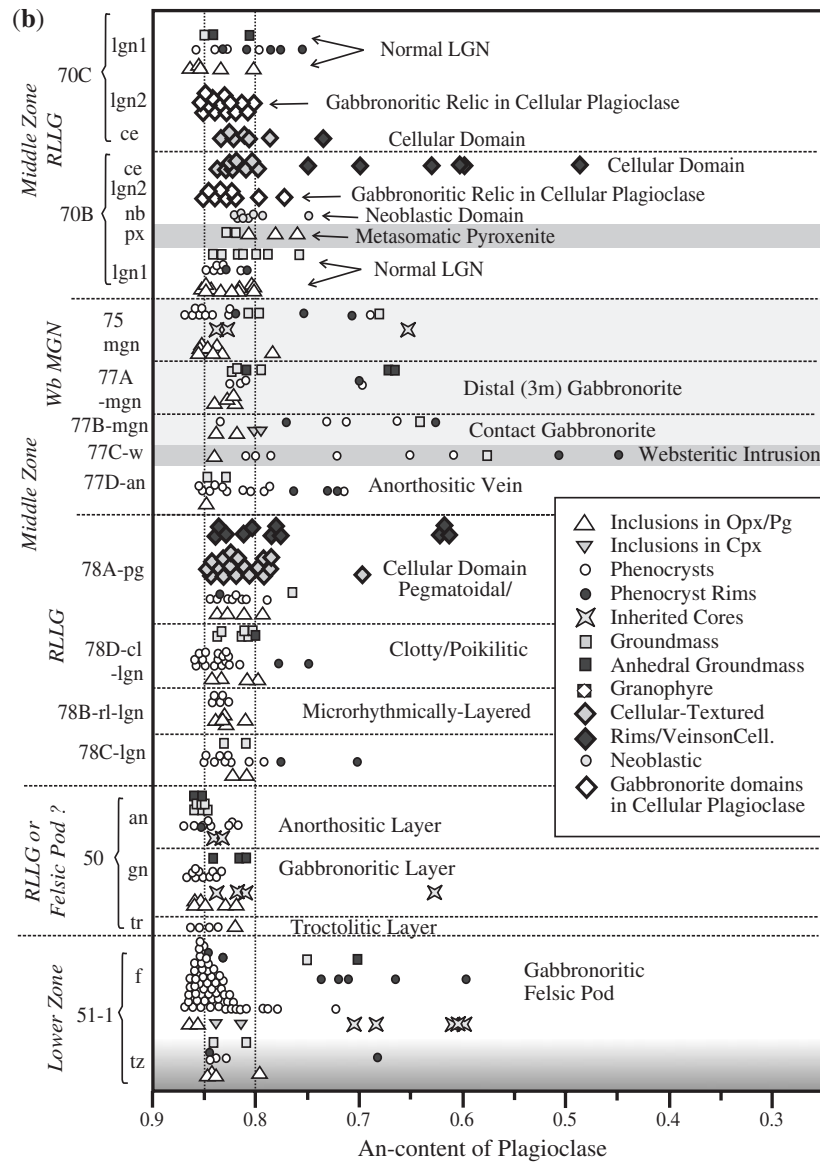 (b)
Middle Zone
RLLG
70C
lgn1
Normal LGN
lgn2
Gabbronoritic Relic in Cellular Plagioclase
ce
Cellular Domain
70B
ce
Cellular Domain
lgn2
Gabbronoritic Relic in Cellular Plagioclase
nb
Neoblastic Domain
px
Metasomatic Pyroxenite
lgn1
Normal LGN
Wb MGN
75
mgn
77A
-mgn
Distal (3m) Gabbronorite
77B-mgn
Contact Gabbronorite
77C-w
Websteritic Intrusion
Middle Zone
77D-an
Anorthositic Vein
78A-pg
Cellular Domain
Pegmatoidal/
RLLG
78D-cl
-lgn
Clotty/Poikilitic
78B-rl-lgn
Microrhythmically-Layered
78C-lgn
RLLG or
Felsic Pod ?
50
an
Anorthositic Layer
gn
Gabbronoritic Layer
tr
Troctolitic Layer
Lower Zone
51-1
f
Gabbronoritic
Felsic Pod
tz
Inclusions in Opx/Pg
Inclusions in Cpx
Phenocrysts
Phenocryst Rims
Inherited Cores
Groundmass
Anhedral Groundmass
Granophyre
Cellular-Textured
Rims/VeinsonCell.
Neoblastic
Gabbronorite domains
in Cellular Plagioclase
0.9 0.8 0.7 0.6 0.5 0.4 0.3
An-content of Plagioclase